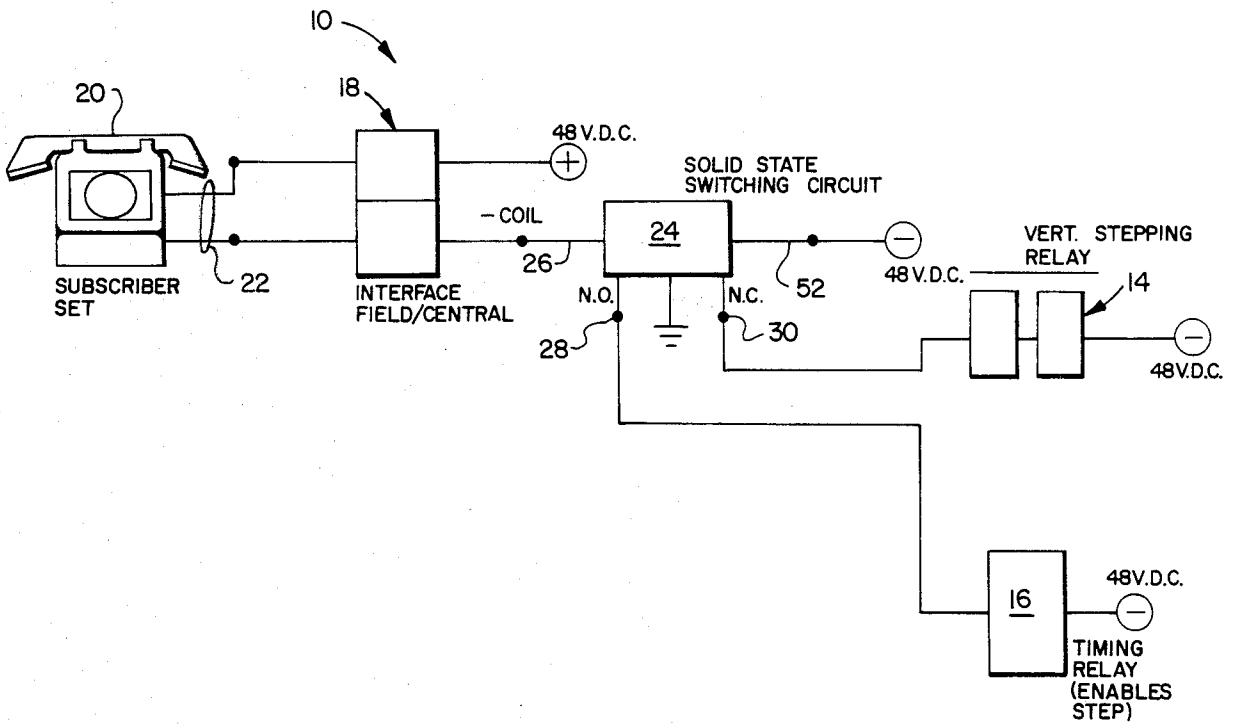 10
18
20
48 V.D.C.
+
SOLID STATE
SWITCHING CIRCUIT
– COIL
24
26
52
–
48 V.D.C.
VERT. STEPPING
RELAY
14
22
SUBSCRIBER
SET
INTERFACE
FIELD/CENTRAL
N.O.
N.C.
28
30
–
48V.D.C.
16
48V.D.C.
–
TIMING
RELAY
(ENABLES
STEP)